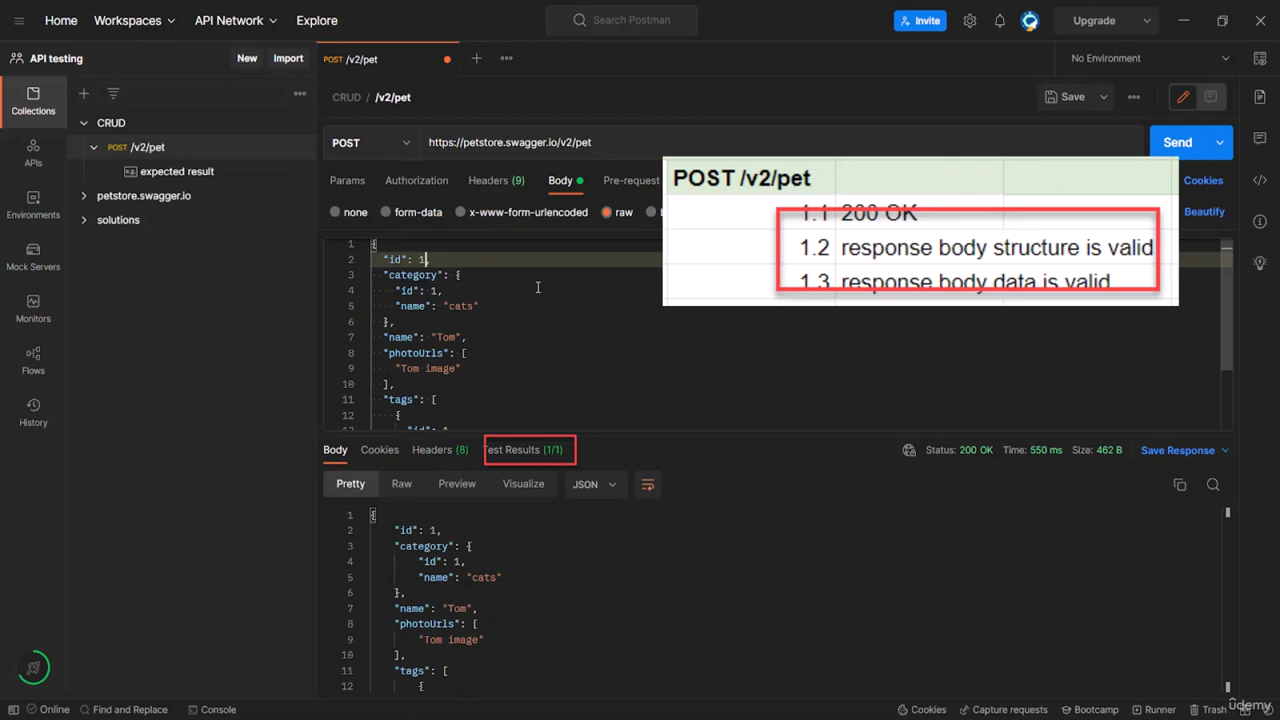 Home Workspaces API Network Explore Search Postman Invite Upgrade
API testing New Import POST /v2/pet No Environment
Collections
APIs
Environments
Mock Servers
Monitors
Flows
History
CRUD
POST /v2/pet
expected result
petstore.swagger.io
solutions
CRUD / /v2/pet Save
POST https://petstore.swagger.io/v2/pet Send
Params Authorization Headers (9) Body Pre-request Cookies
none form-data x-www-form-urlencoded raw b Beautify
POST /v2/pet
1.1 200 OK
1.2 response body structure is valid
1.3 response body data is valid
1 {
2 "id": 1,
3 "category": {
4 "id": 1,
5 "name": "cats"
6 },
7 "name": "Tom",
8 "photoUrls": [
9 "Tom image"
10 ],
11 "tags": [
12 {
"id": 1
Body Cookies Headers (8) est Results (1/1) Status: 200 OK Time: 550 ms Size: 462 B Save Response
Pretty Raw Preview Visualize JSON
1 {
2 "id": 1,
3 "category": {
4 "id": 1,
5 "name": "cats"
6 },
7 "name": "Tom",
8 "photoUrls": [
9 "Tom image"
10 ],
11 "tags": [
12 {
Online Find and Replace Console Cookies Capture requests Bootcamp Runner Trash
ûdemy